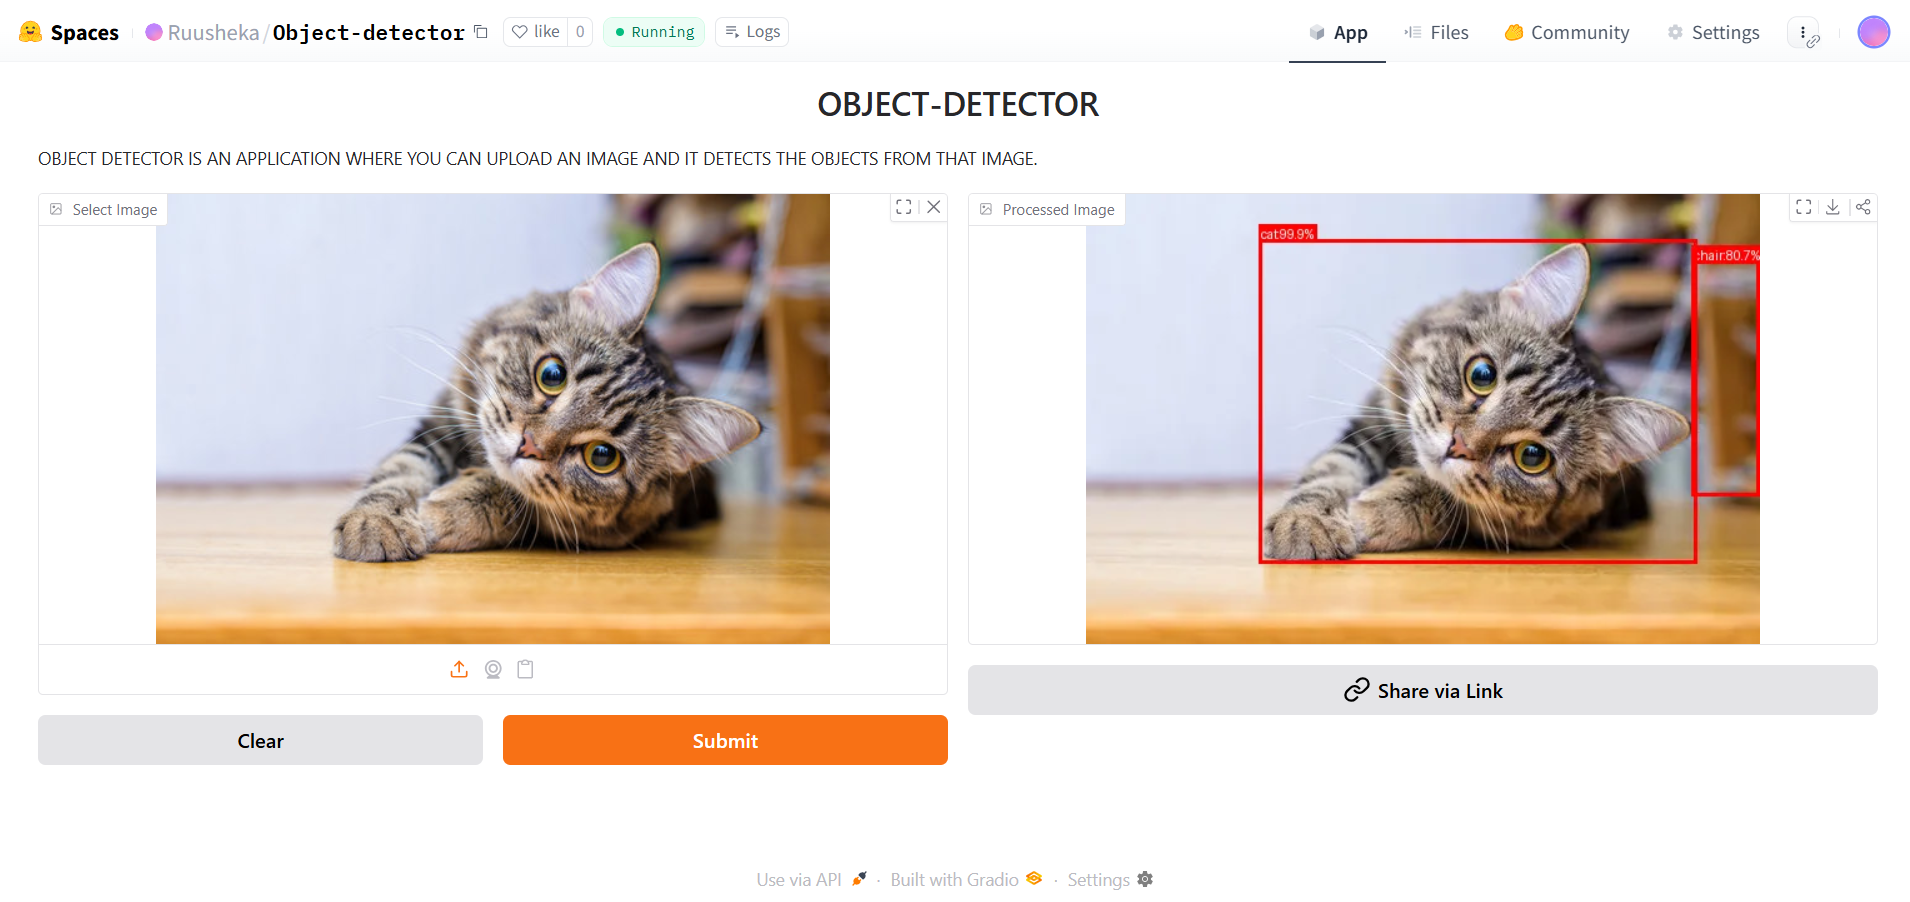 Spaces
Ruusheka/Object-detector
like 0
Running
Logs
App
Files
Community
Settings
OBJECT-DETECTOR
OBJECT DETECTOR IS AN APPLICATION WHERE YOU CAN UPLOAD AN IMAGE AND IT DETECTS THE OBJECTS FROM THAT IMAGE.
Select Image
Processed Image
cat99.9%
:hair:80.7%
Share via Link
Clear
Submit
Use via API · Built with Gradio · Settings